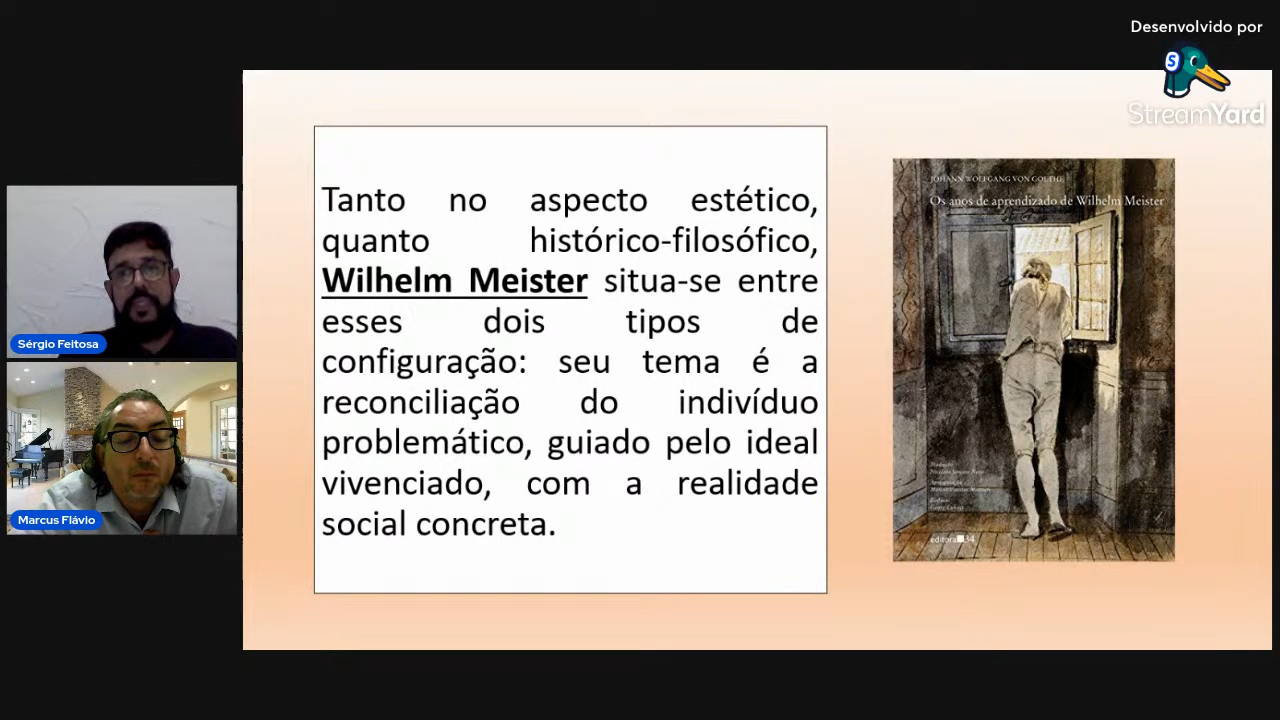 Desenvolvido por
S
StreamYard
Tanto no aspecto estético,
quanto histórico-filosófico,
Wilhelm Meister situa-se entre
esses dois tipos de
configuração: seu tema é a
reconciliação do indivíduo
problemático, guiado pelo ideal
vivenciado, com a realidade
social concreta.
JOHANN WOLFGANG VON GOETHE
Os anos de aprendizado de Wilhelm Meister
Tradução
editora 34
Sérgio Feitosa
Marcus Flávio